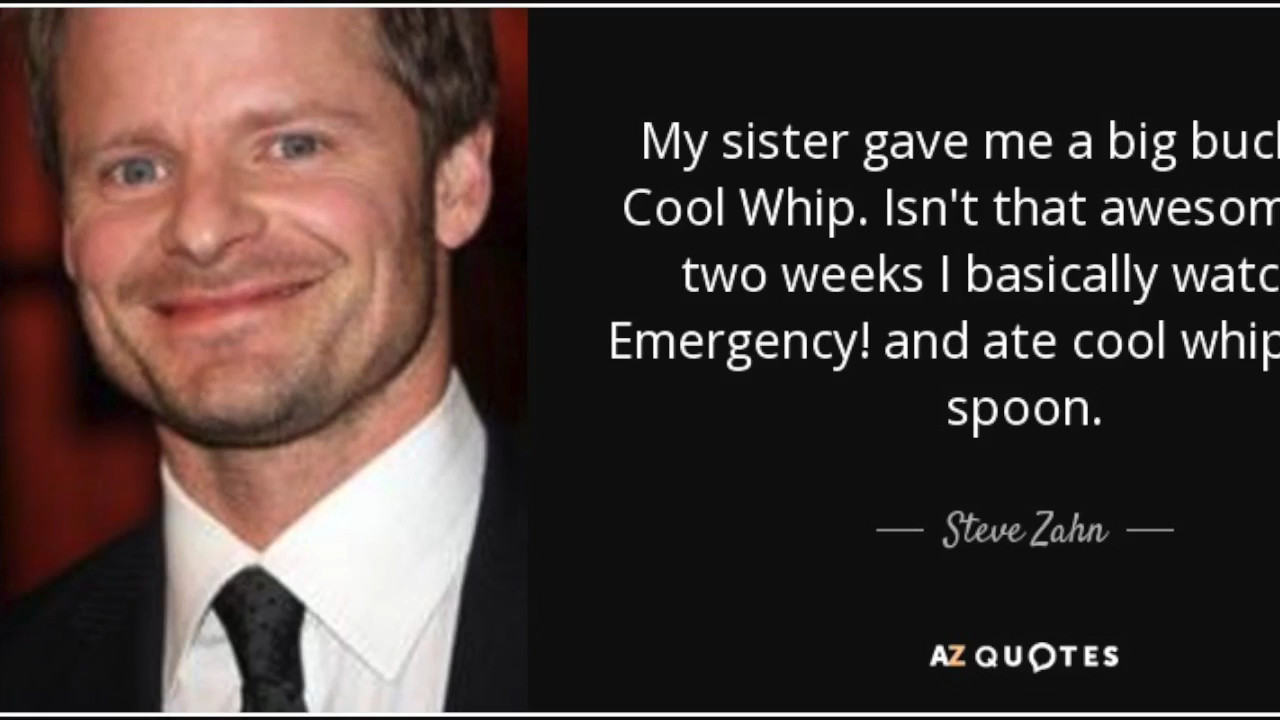 My sister gave me a big
Cool Whip. Isn't that
two weeks I basically
Emergency! and ate cool
spoon.
Steve Zahn
AZ QUOTES